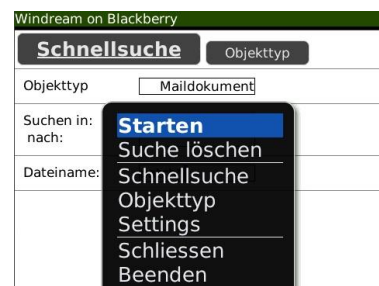 Windream on Blackberry
Schnellsuche Objekttyp
Objekttyp Maildokument
Suchen in:
nach:
Dateiname:
Starten
Suche löschen
Schnellsuche
Objekttyp
Settings
Schliessen
Beenden